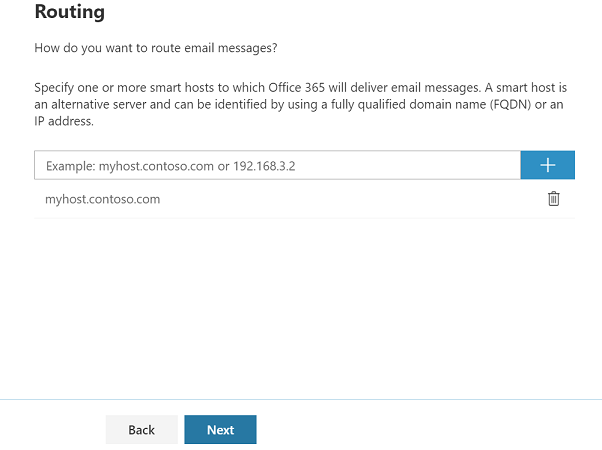 Routing
How do you want to route email messages?
Specify one or more smart hosts to which Office 365 will deliver email messages. A smart host is
an alternative server and can be identified by using a fully qualified domain name (FQDN) or an
IP address.
Example: myhost.contoso.com or 192.168.3.2
myhost.contoso.com
Back Next